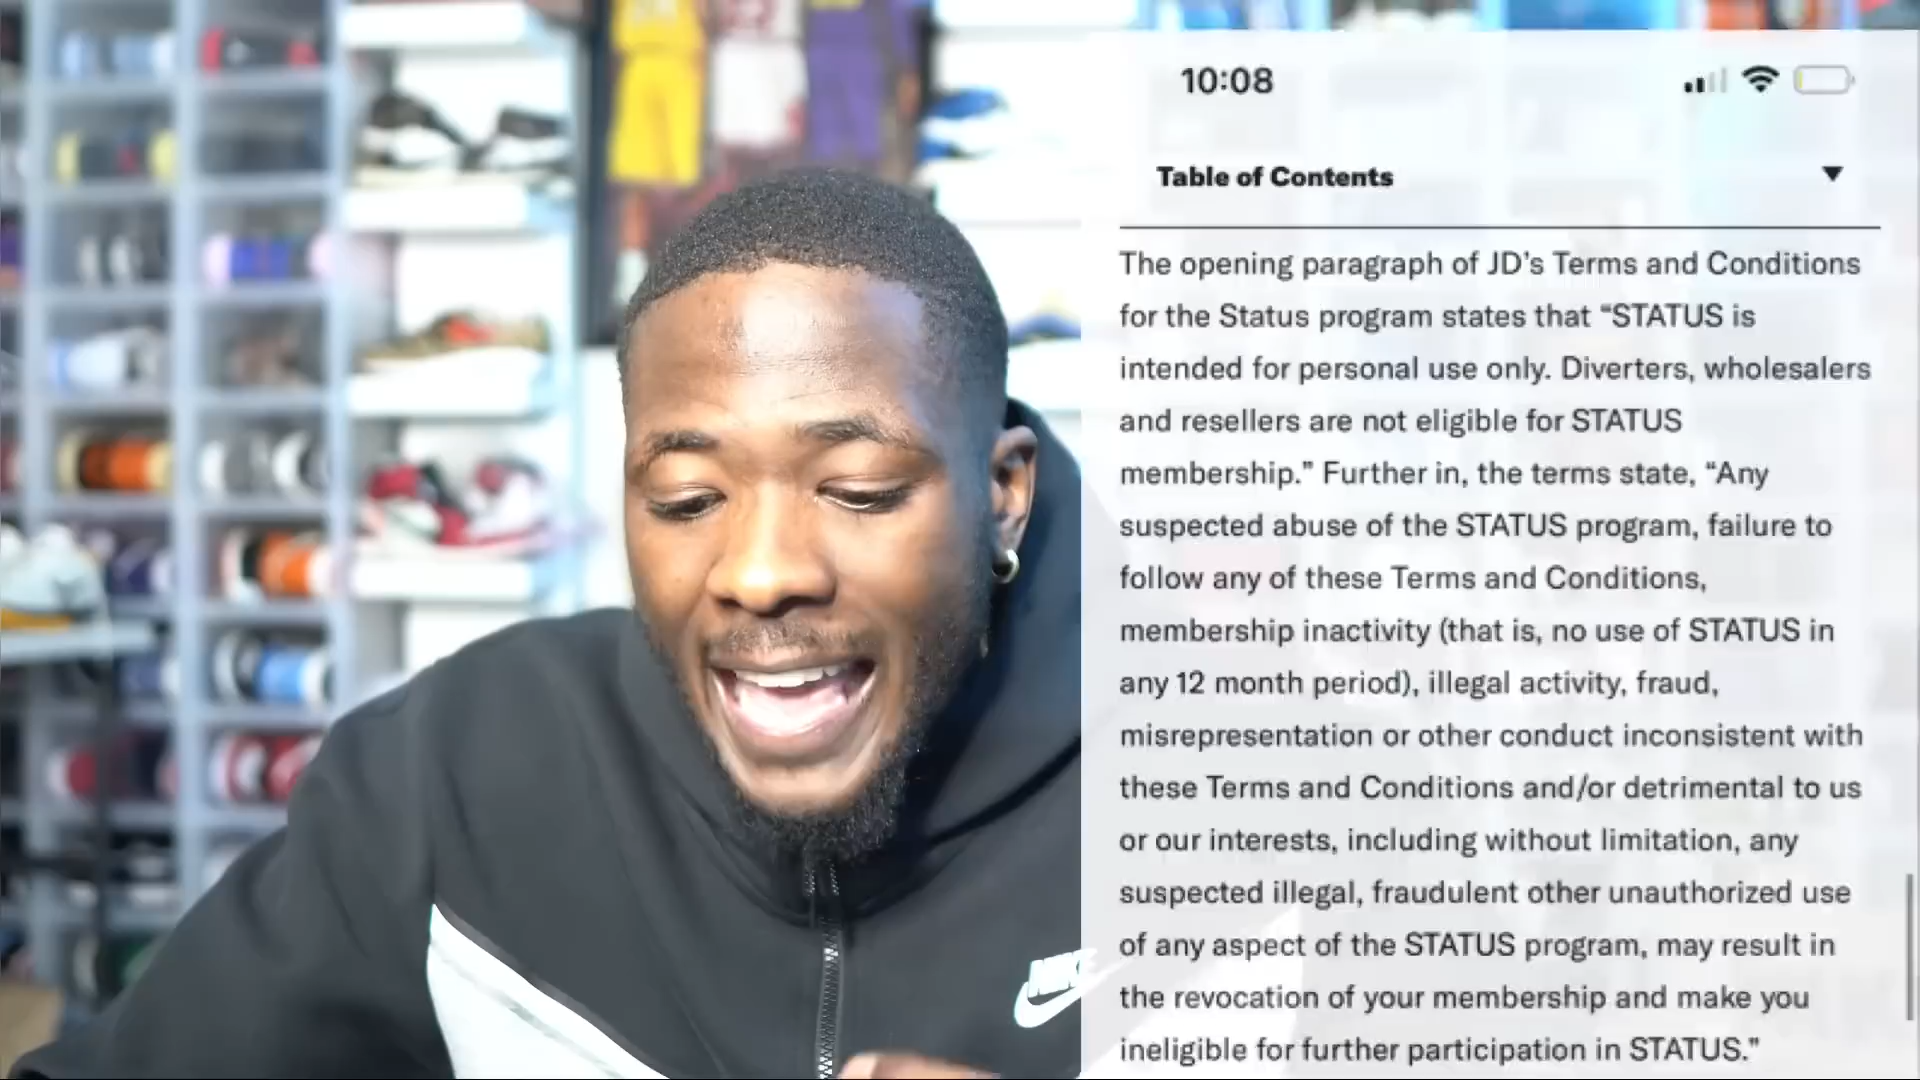 10:08
Table of Contents
The opening paragraph of JD’s Terms and Conditions
for the Status program states that “STATUS is
intended for personal use only. Diverters, wholesalers
and resellers are not eligible for STATUS
membership.” Further in, the terms state, “Any
suspected abuse of the STATUS program, failure to
follow any of these Terms and Conditions,
membership inactivity (that is, no use of STATUS in
any 12 month period), illegal activity, fraud,
misrepresentation or other conduct inconsistent with
these Terms and Conditions and/or detrimental to us
or our interests, including without limitation, any
suspected illegal, fraudulent other unauthorized use
of any aspect of the STATUS program, may result in
the revocation of your membership and make you
ineligible for further participation in STATUS.”
NIKE